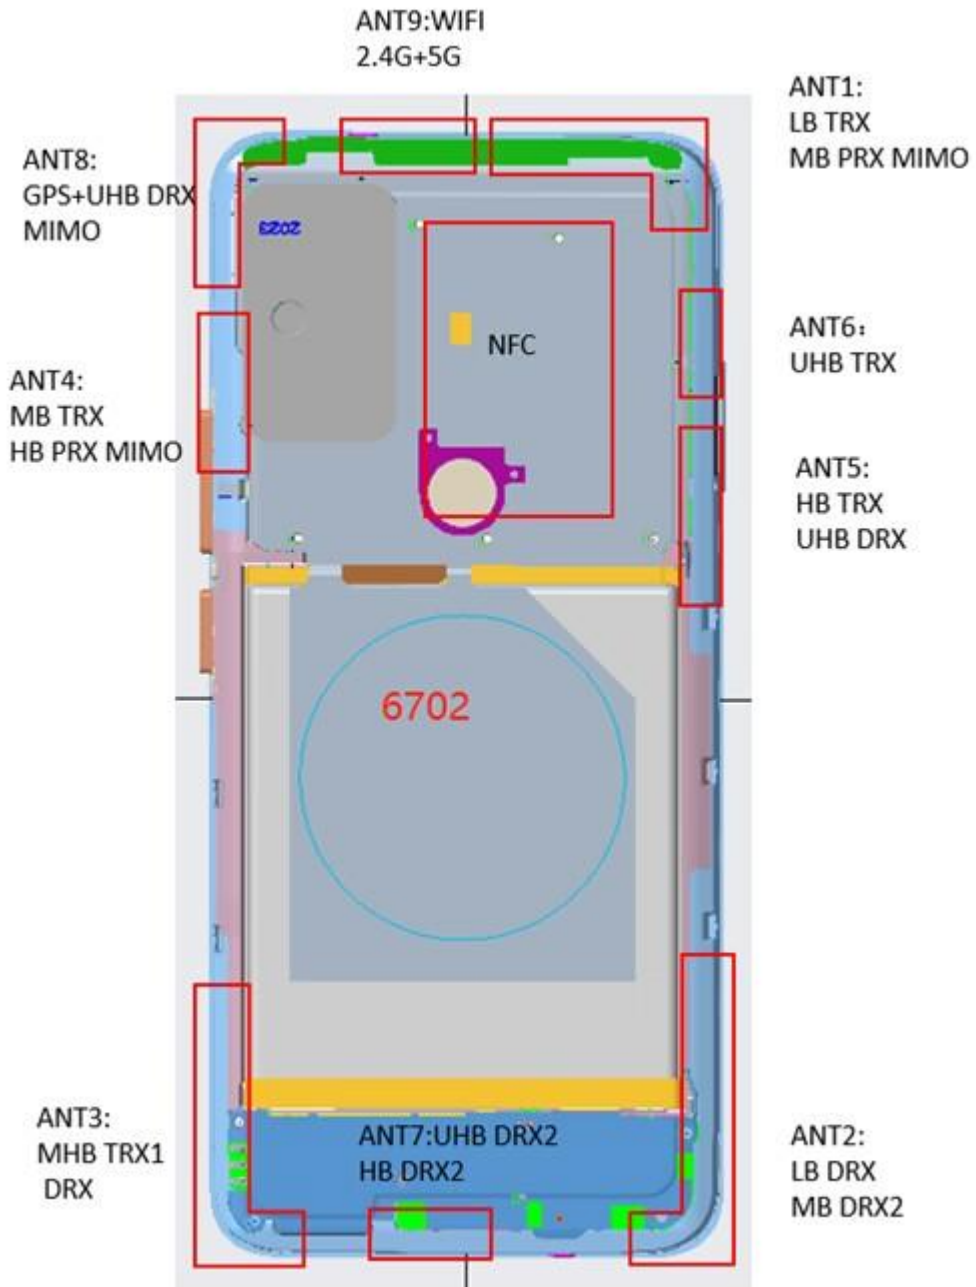 ANT9:WIFI
2.4G+5G
ANT1:
LB TRX
MB PRX MIMO
ANT8:
GPS+UHB DRX
MIMO
2023
NFC
ANT6：
UHB TRX
ANT4:
MB TRX
HB PRX MIMO
ANT5:
HB TRX
UHB DRX
6702
ANT3:
MHB TRX1
DRX
ANT7:UHB DRX2
HB DRX2
ANT2:
LB DRX
MB DRX2